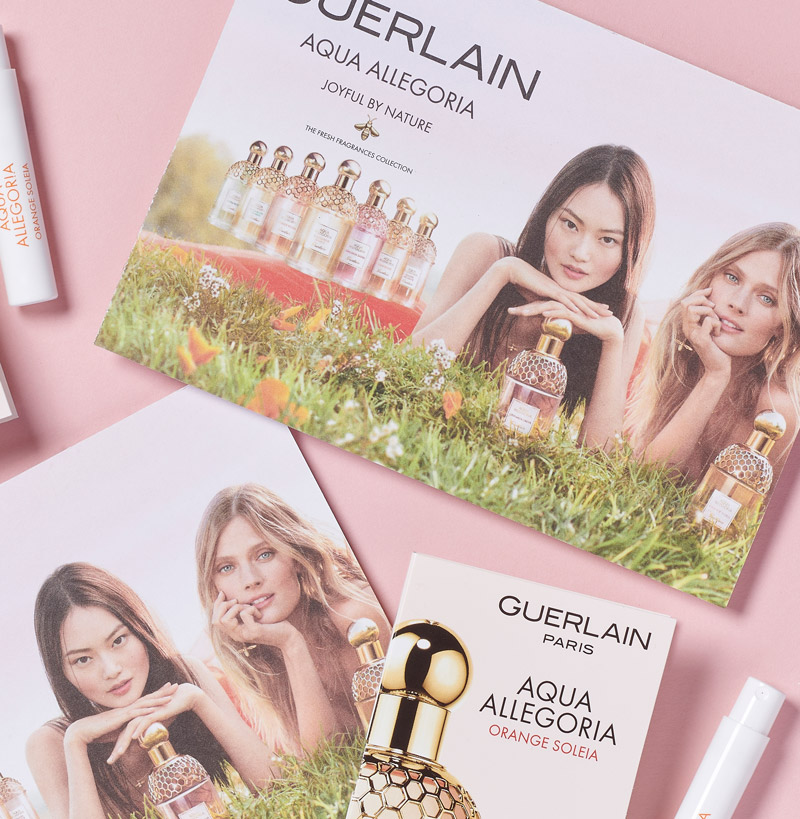 GUERLAIN
AQUA ALLEGORIA
JOYFUL BY NATURE
THE FRESH FRAGRANCES COLLECTION
AQUA
ALLEGORIA
ORANGE SOLEIA
GUERLAIN
PARIS
AQUA
ALLEGORIA
ORANGE SOLEIA